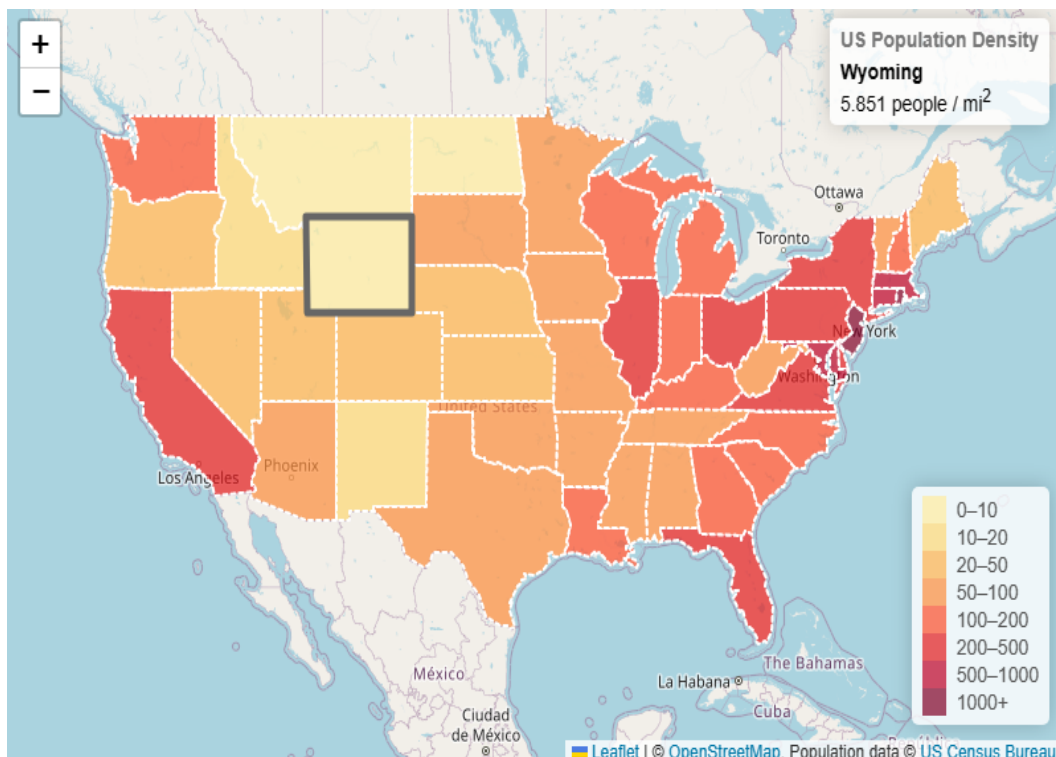 +
−
US Population Density
Wyoming
5.851 people / mi²
Ottawa
Toronto
New York
Washington
United States
Los Angeles
Phoenix
0–10
10–20
20–50
50–100
100–200
200–500
500–1000
1000+
The Bahamas
La Habana
México
Cuba
Ciudad
de México
Leaflet | © OpenStreetMap, Population data © US Census Bureau